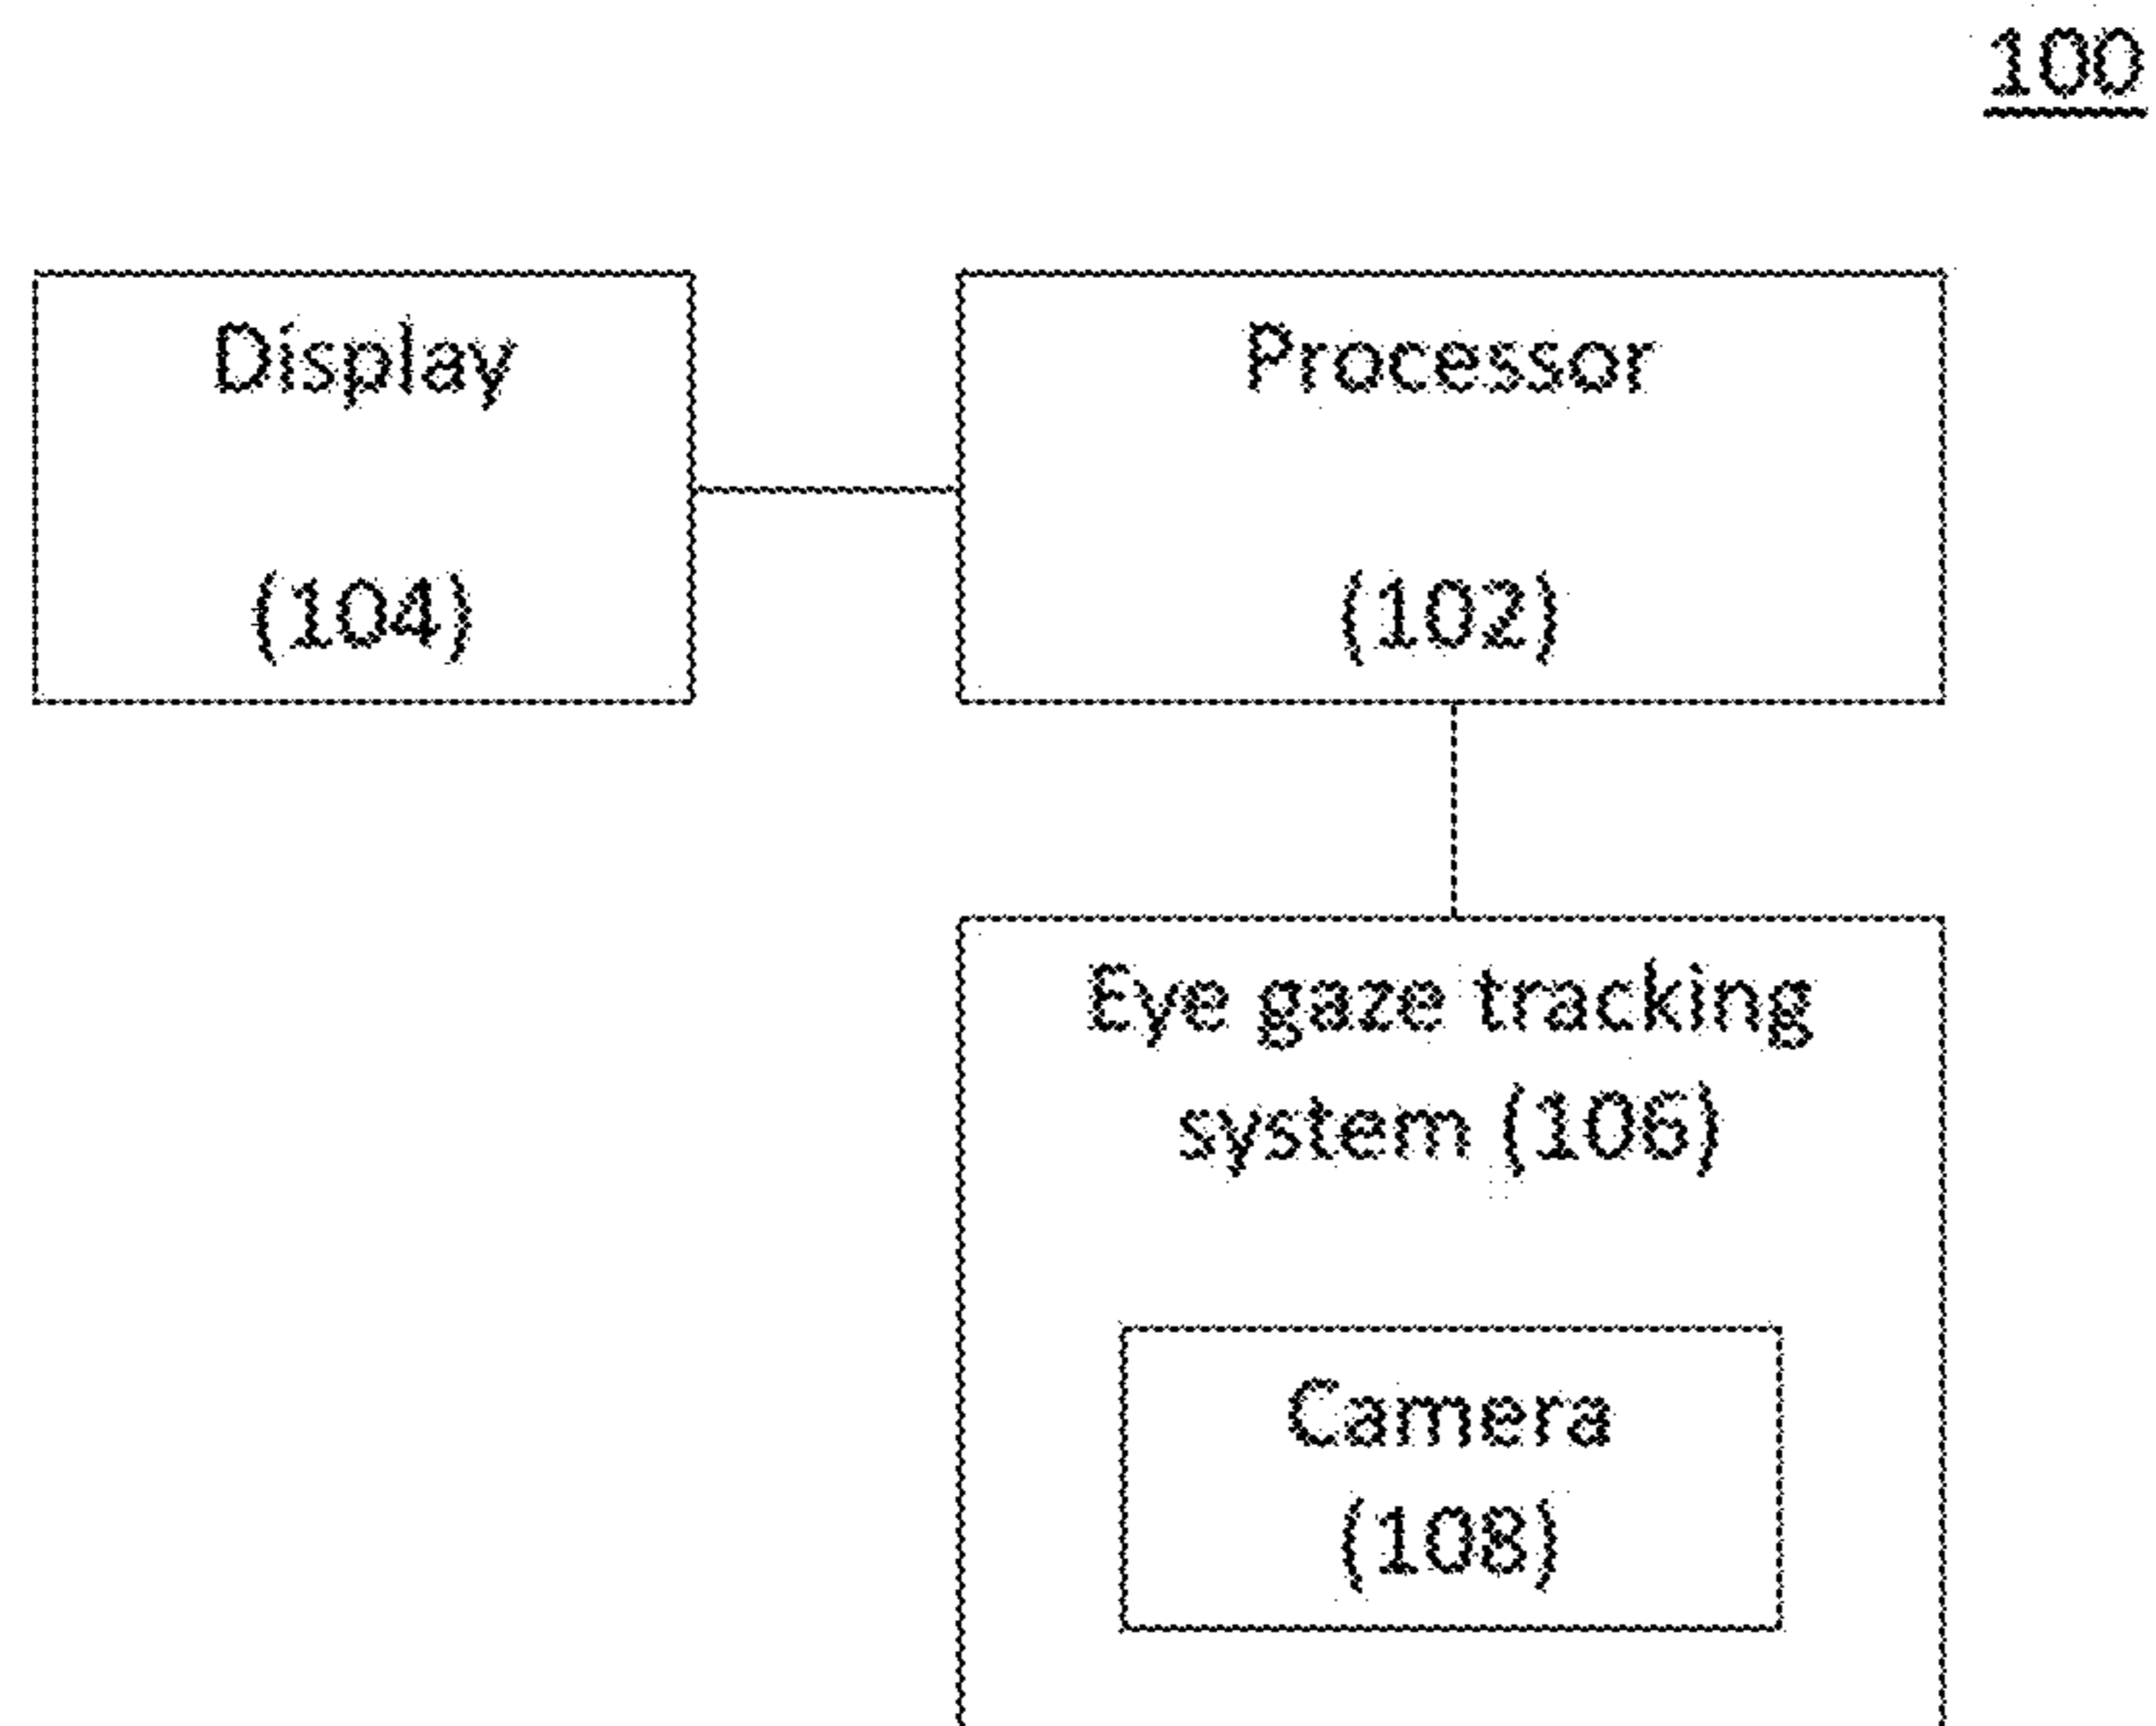 100
Display
(104)
Processor
(102)
Eye gaze tracking
system (106)
Camera
(108)